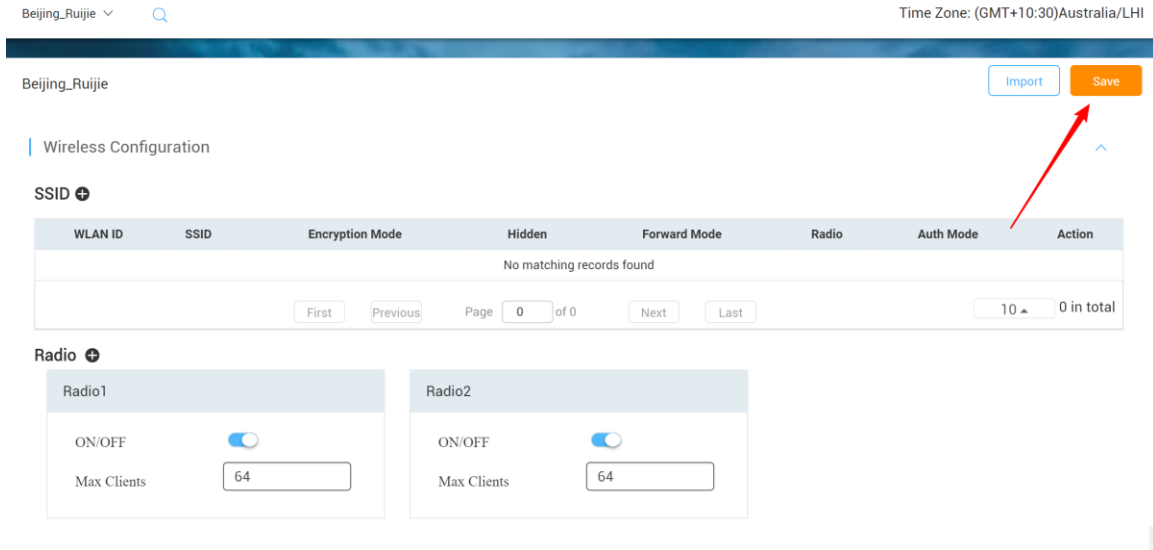 Beijing_Ruijie Time Zone: (GMT+10:30)Australia/LHI
Beijing_Ruijie Import Save
Wireless Configuration
SSID
WLAN ID SSID Encryption Mode Hidden Forward Mode Radio Auth Mode Action
No matching records found
First Previous Page 0 of 0 Next Last 10 0 in total
Radio
Radio1 Radio2
ON/OFF ON/OFF
Max Clients 64 Max Clients 64